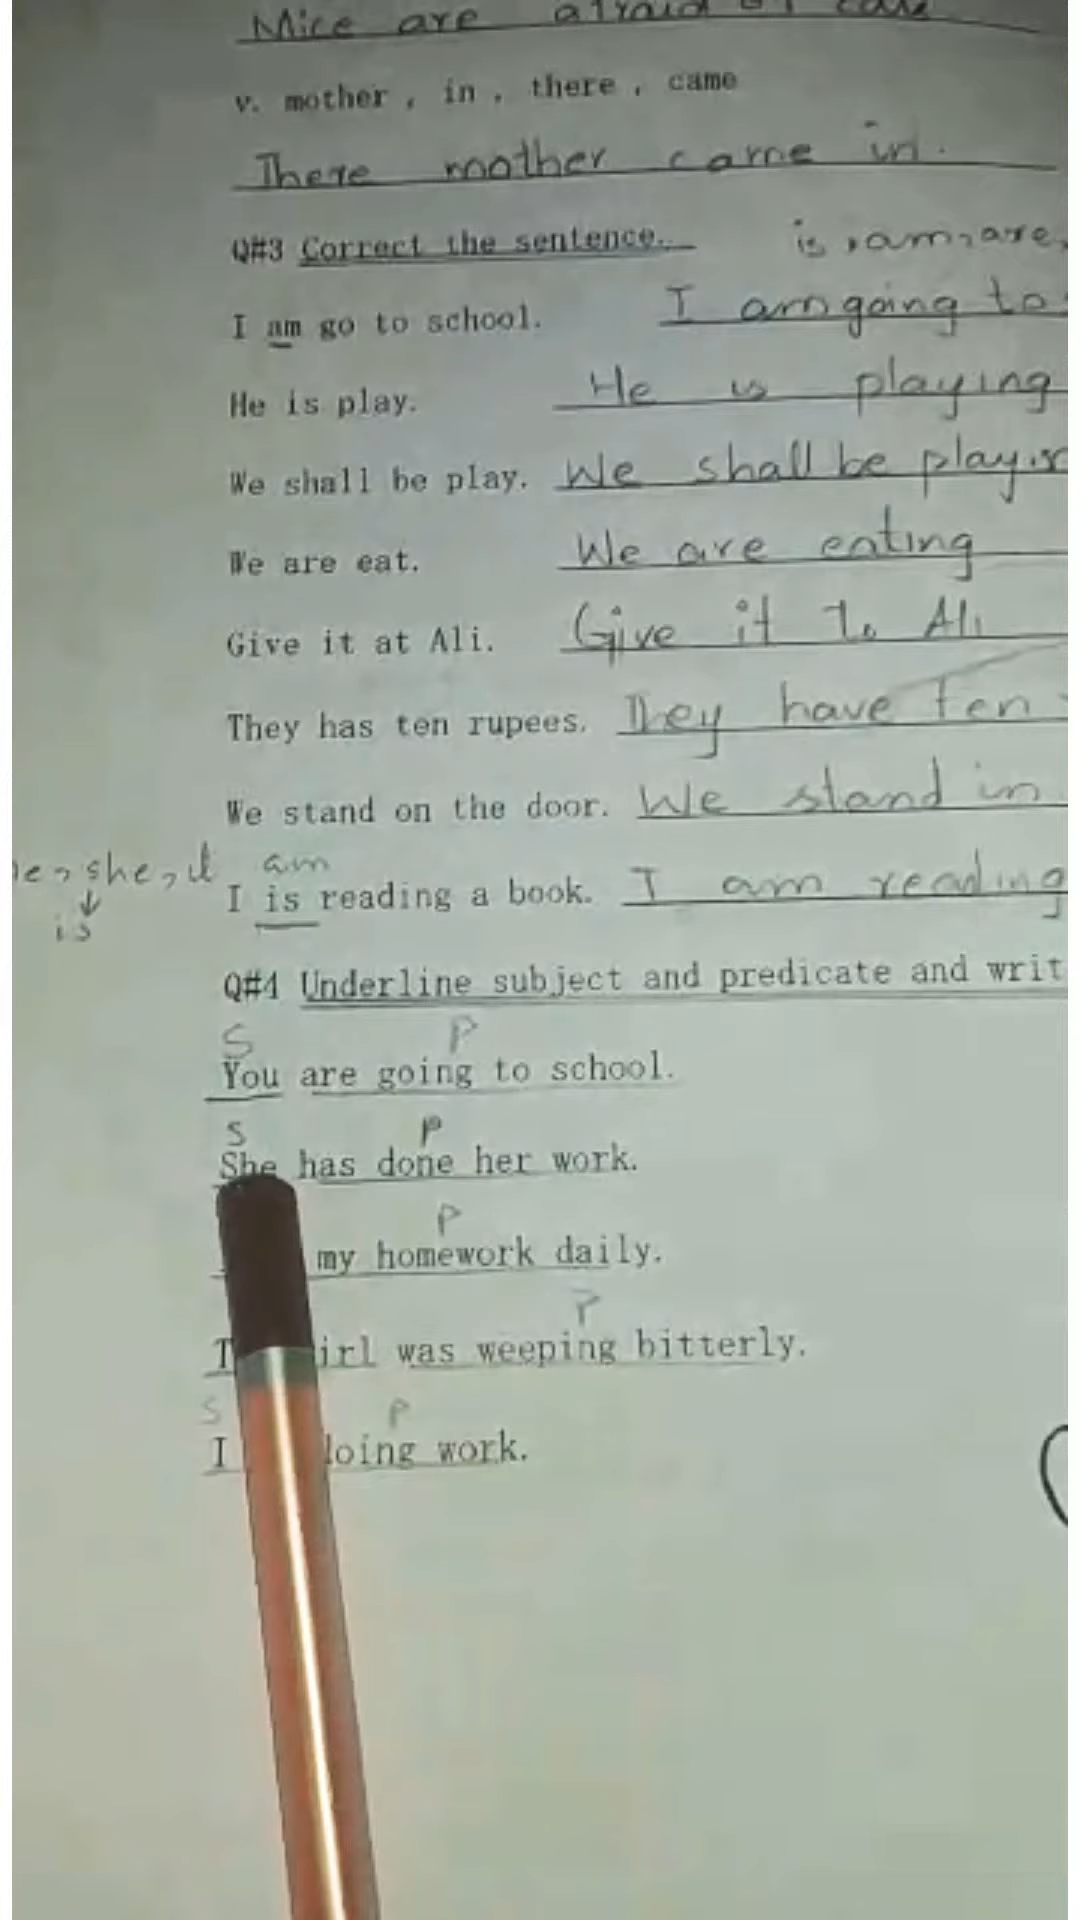 Mice are afraid of
v. mother , in , there , came
There mother came in.
Q#3 Correct the sentence. is , am , are,
I am go to school. I am going to
He is play. He is playing
We shall be play. We shall be
We are eat. We are eating
Give it at Ali. Give it to Ali
They has ten rupees. They have ten
We stand on the door. We stand in
she, it am
I is reading a book. I am reading
is
Q#4 Underline subject and predicate and writ
S P
You are going to school.
S P
She has done her work.
P
my homework daily.
P
irl was weeping bitterly.
S P
I doing work.